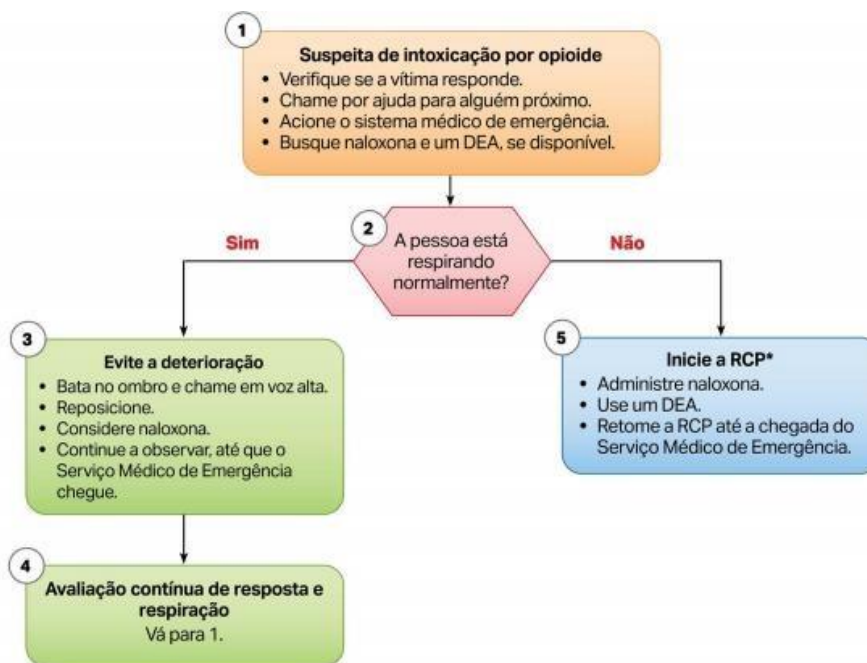 1
Suspeita de intoxicação por opioide
• Verifique se a vítima responde.
• Chame por ajuda para alguém próximo.
• Acione o sistema médico de emergência.
• Busque naloxona e um DEA, se disponível.
2
A pessoa está
respirando
normalmente?
Sim
Não
3
Evite a deterioração
• Bata no ombro e chame em voz alta.
• Reposicione.
• Considere naloxona.
• Continue a observar, até que o
Serviço Médico de Emergência
chegue.
4
Avaliação contínua de resposta e
respiração
Vá para 1.
5
Inicie a RCP*
• Administre naloxona.
• Use um DEA.
• Retome a RCP até a chegada do
Serviço Médico de Emergência.